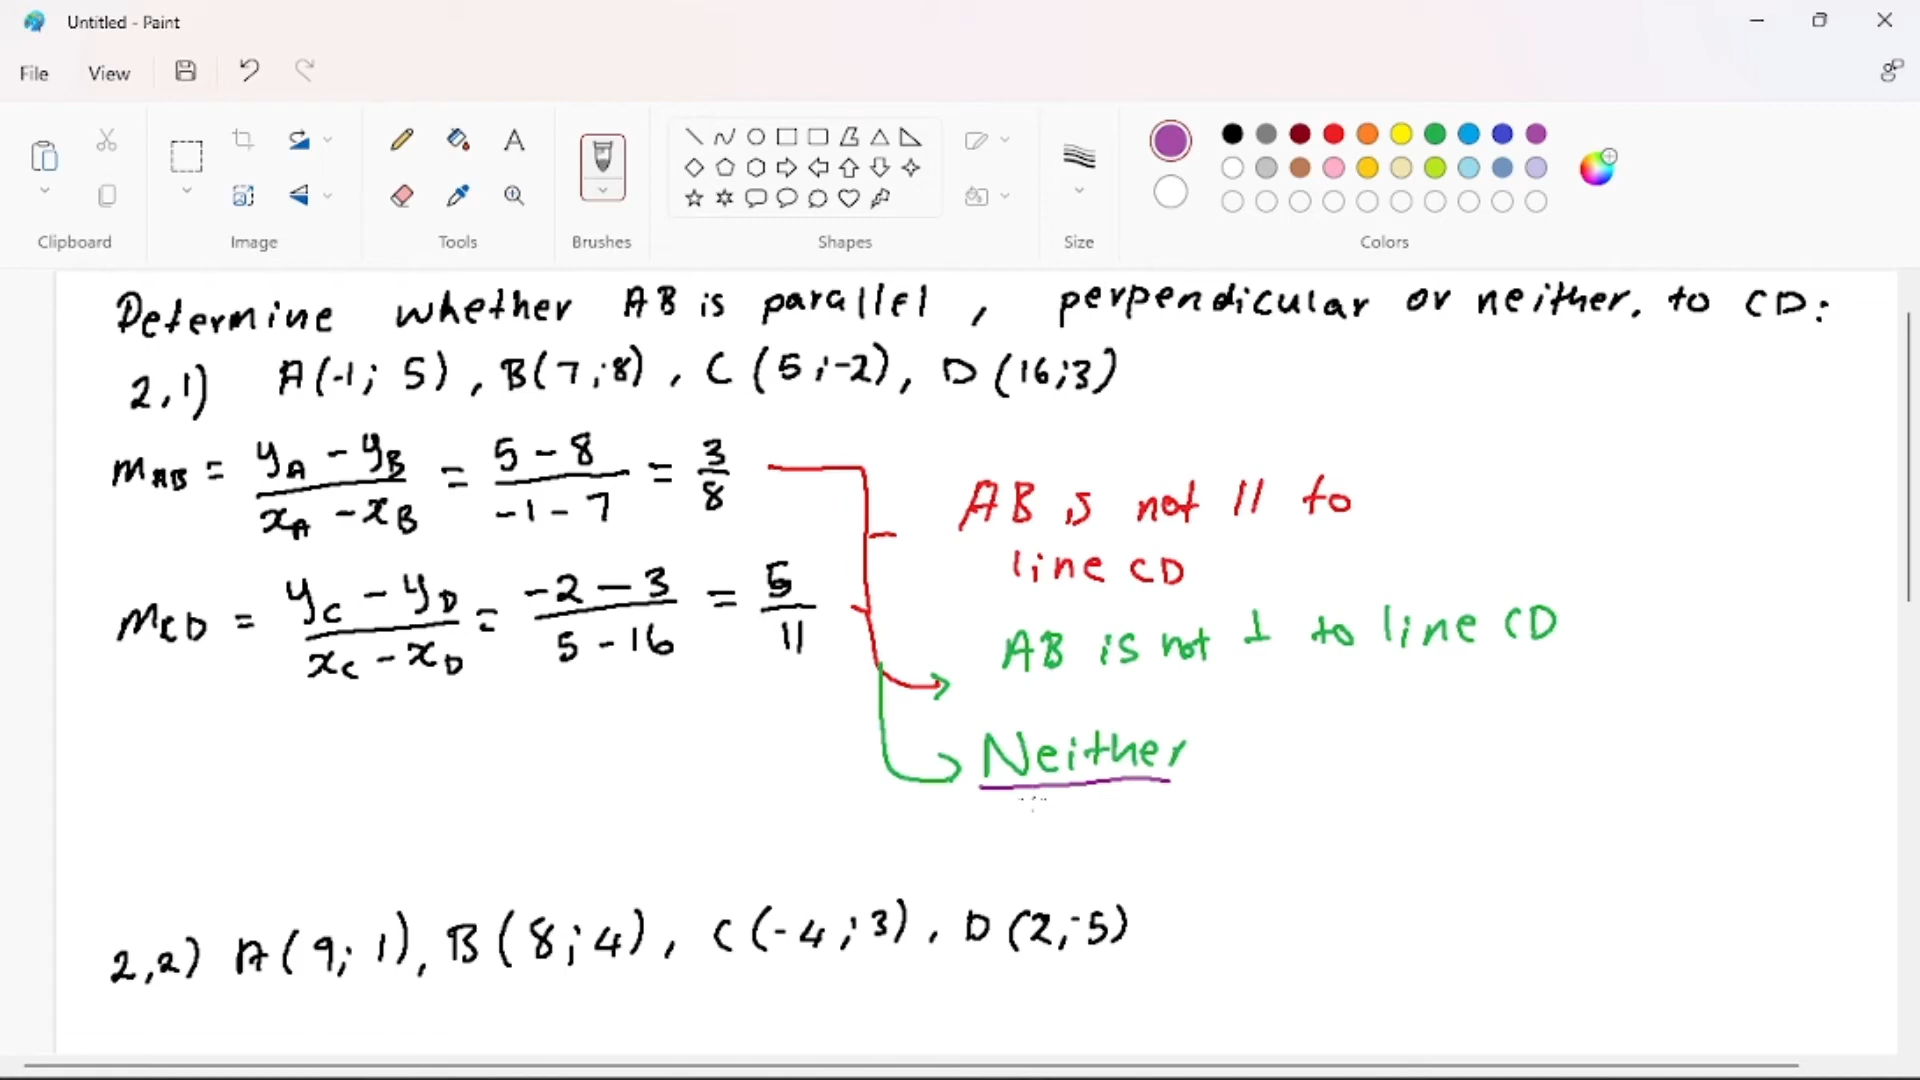 Untitled - Paint
File View
Clipboard Image Tools Brushes Shapes Size Colors
Determine whether AB is parallel , perpendicular or neither. to CD:
2,1) A(-1; 5), B(7;8), C(5;-2), D(16;3)
mAB = yA - yB / xA - xB = 5 - 8 / -1 - 7 = 3/8
AB is not // to
line CD
mCD = yC - yD / xC - xD = -2 - 3 / 5 - 16 = 5/11
AB is not ⊥ to line CD
Neither
2,2) A(9; 1), B(8;4), C(-4;3), D(2;-5)